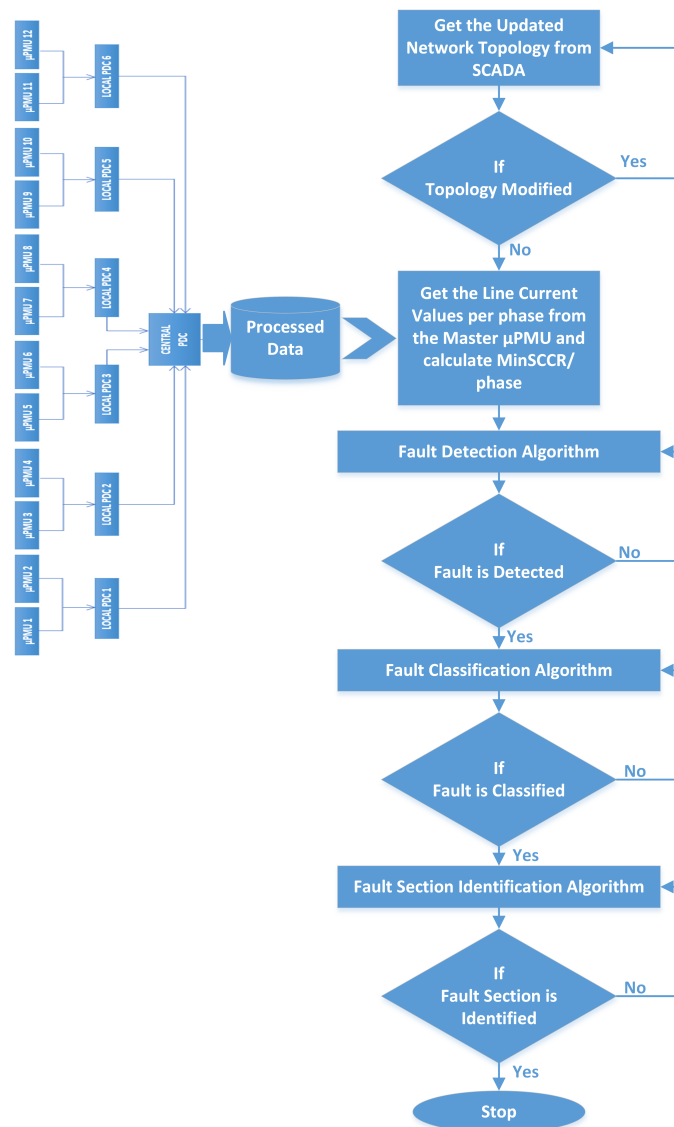 µPMU 12
µPMU 11
µPMU 10
µPMU 9
µPMU 8
µPMU 7
µPMU 6
µPMU 5
µPMU 4
µPMU 3
µPMU 2
µPMU 1
LOCAL PDC 6
LOCAL PDC 5
LOCAL PDC 4
LOCAL PDC 3
LOCAL PDC 2
LOCAL PDC 1
CENTRAL
PDC
Processed
Data
Get the Updated
Network Topology from
SCADA
If
Topology Modified
Yes
No
Get the Line Current
Values per phase from
the Master µPMU and
calculate MinSCCR/
phase
Fault Detection Algorithm
If
Fault is Detected
No
Yes
Fault Classification Algorithm
If
Fault is Classified
No
Yes
Fault Section Identification Algorithm
If
Fault Section is
Identified
No
Yes
Stop